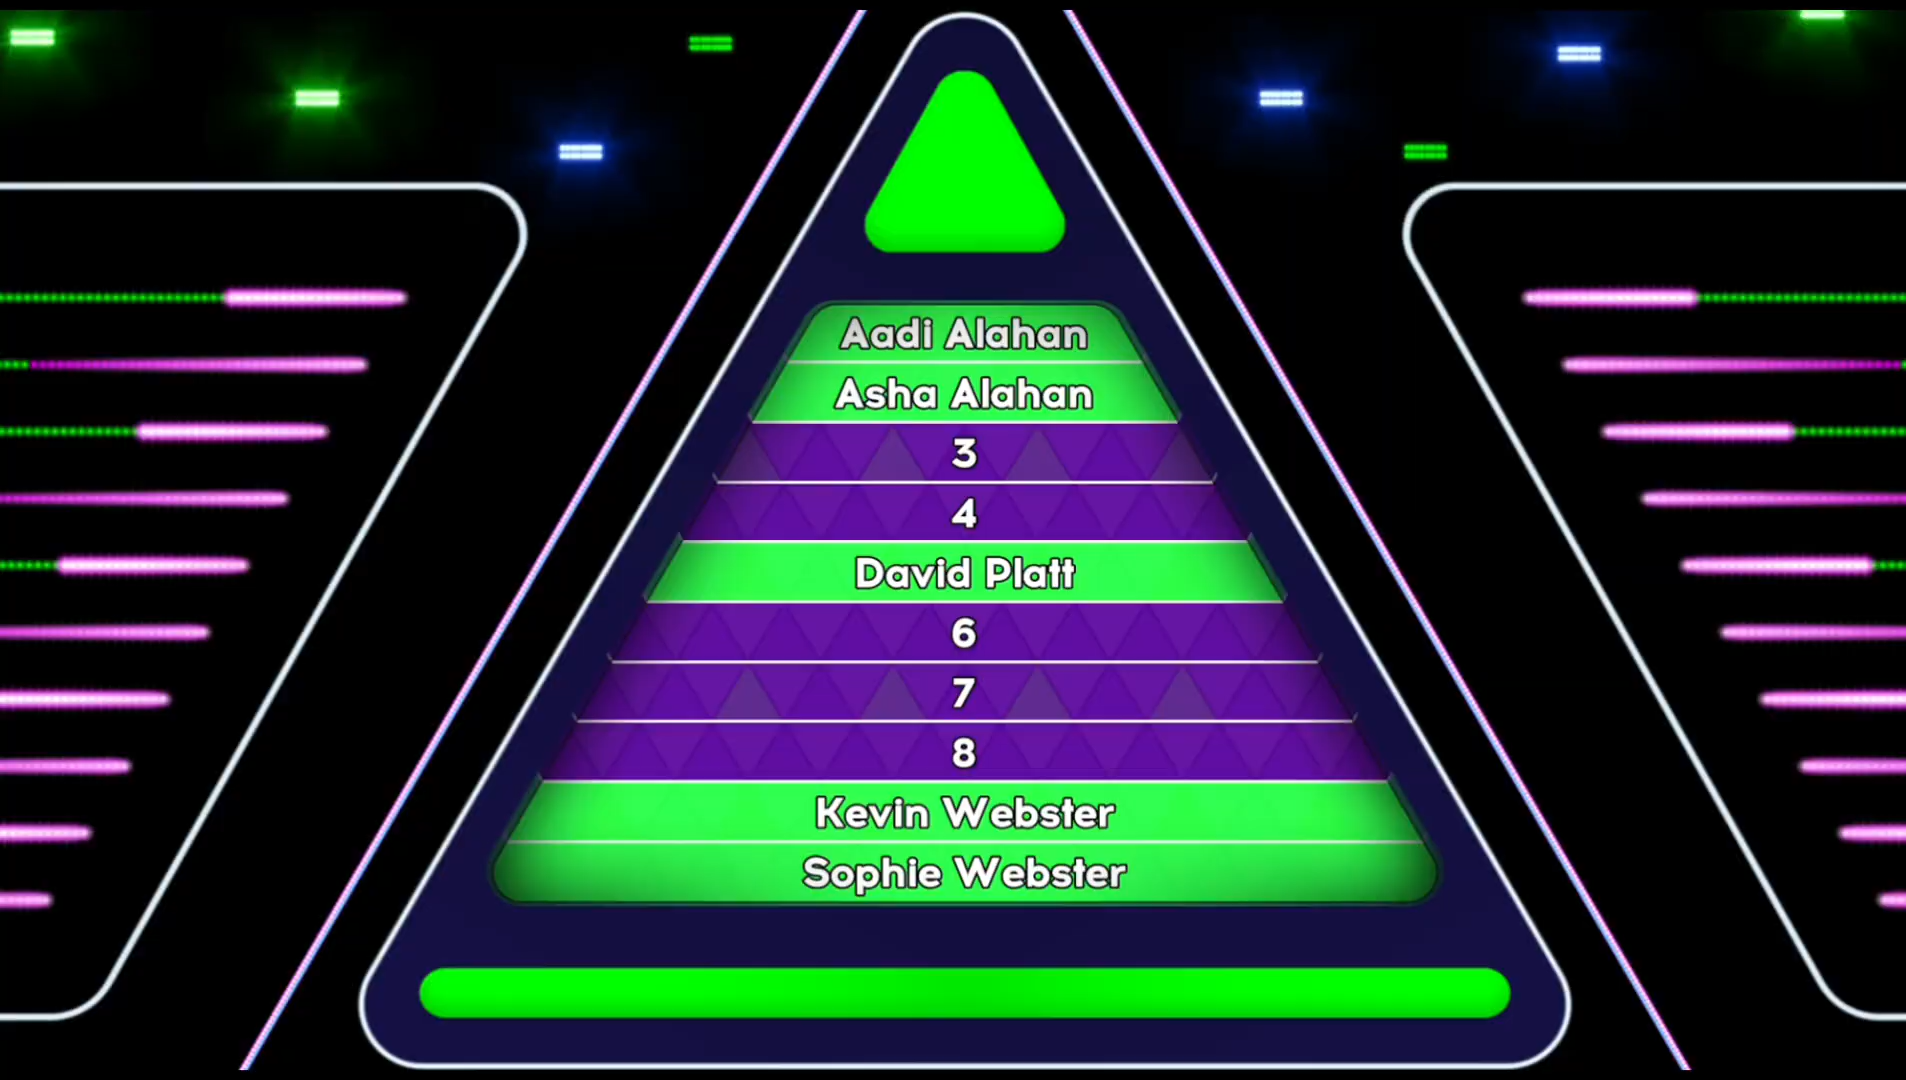 Aadi Alahan
Asha Alahan
3
4
David Platt
6
7
8
Kevin Webster
Sophie Webster